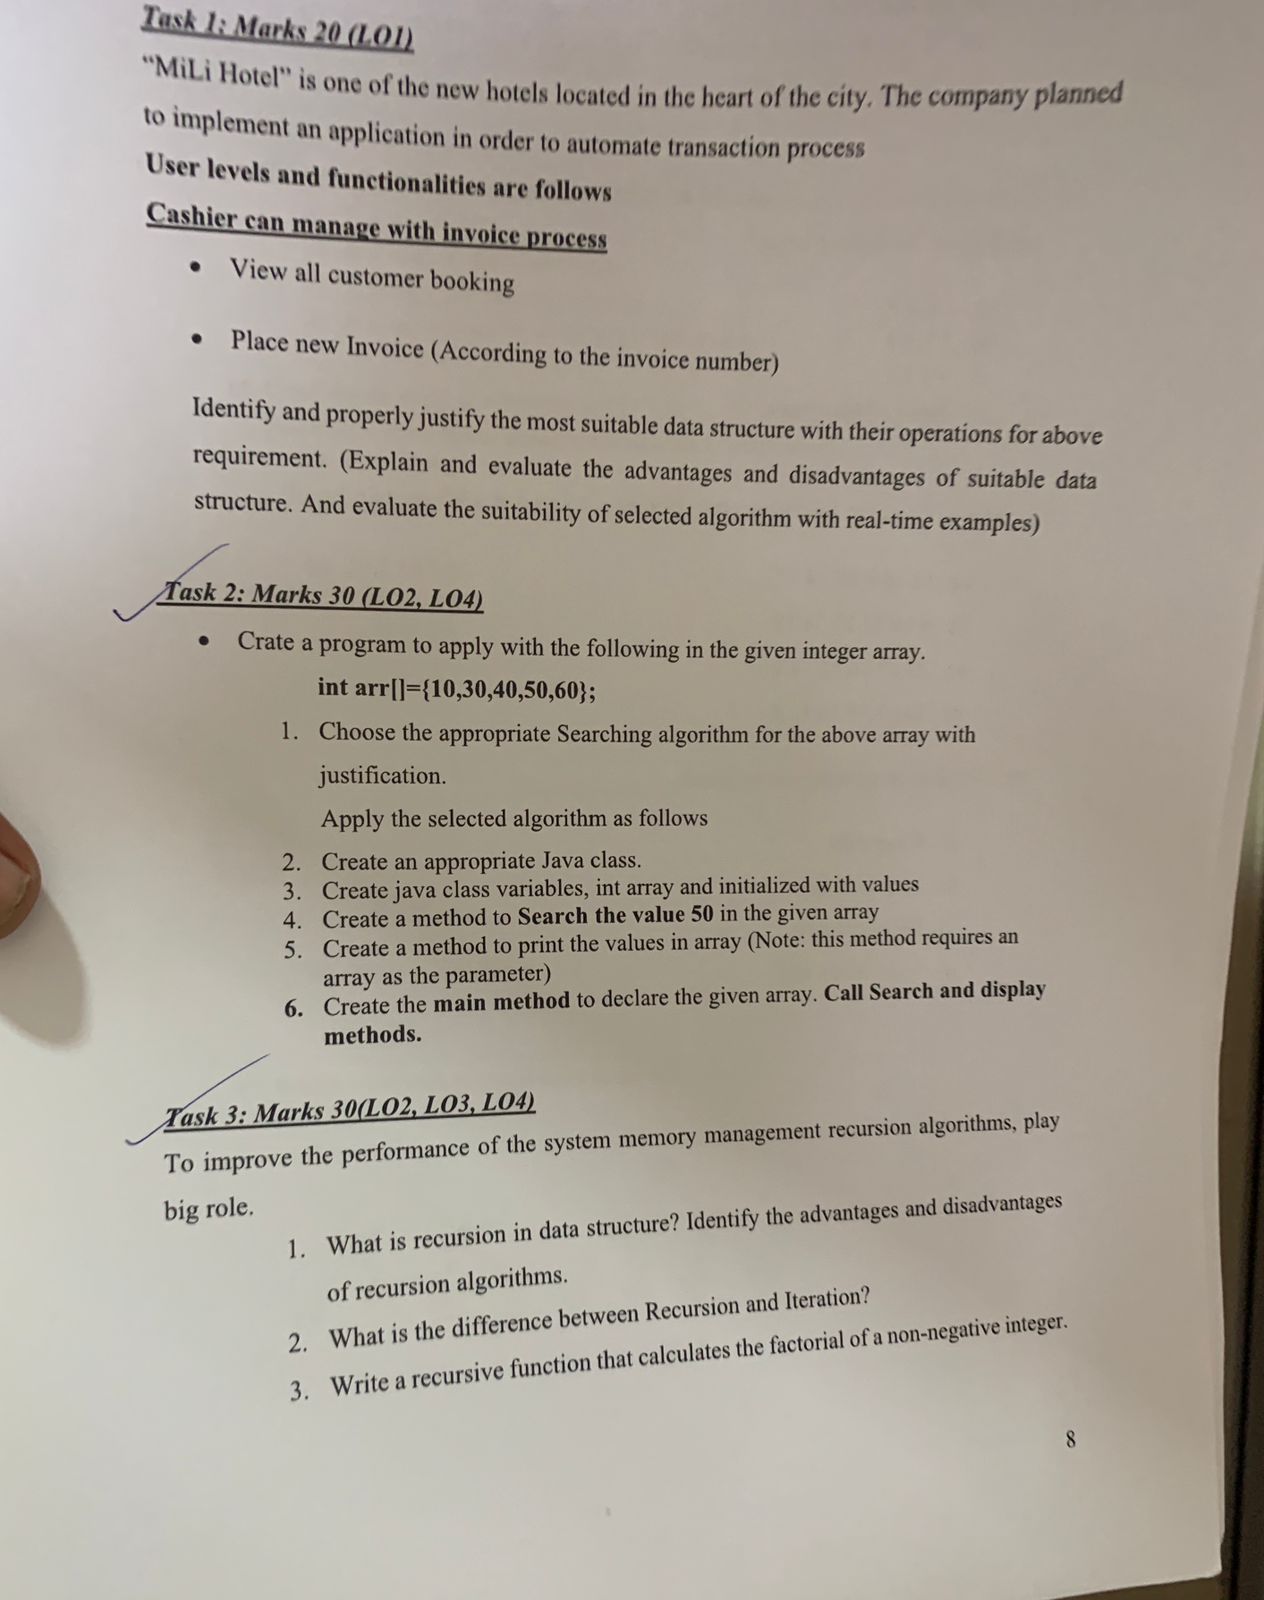 Task 1: Marks 20 (LO1)
“MiLi Hotel” is one of the new hotels located in the heart of the city. The company planned
to implement an application in order to automate transaction process
User levels and functionalities are follows
Cashier can manage with invoice process
• View all customer booking
• Place new Invoice (According to the invoice number)
Identify and properly justify the most suitable data structure with their operations for above
requirement. (Explain and evaluate the advantages and disadvantages of suitable data
structure. And evaluate the suitability of selected algorithm with real-time examples)
Task 2: Marks 30 (LO2, LO4)
• Crate a program to apply with the following in the given integer array.
int arr[]={10,30,40,50,60};
1. Choose the appropriate Searching algorithm for the above array with
justification.
Apply the selected algorithm as follows
2. Create an appropriate Java class.
3. Create java class variables, int array and initialized with values
4. Create a method to Search the value 50 in the given array
5. Create a method to print the values in array (Note: this method requires an
array as the parameter)
6. Create the main method to declare the given array. Call Search and display
methods.
Task 3: Marks 30(LO2, LO3, LO4)
To improve the performance of the system memory management recursion algorithms, play
big role.
1. What is recursion in data structure? Identify the advantages and disadvantages
of recursion algorithms.
2. What is the difference between Recursion and Iteration?
3. Write a recursive function that calculates the factorial of a non-negative integer.
8